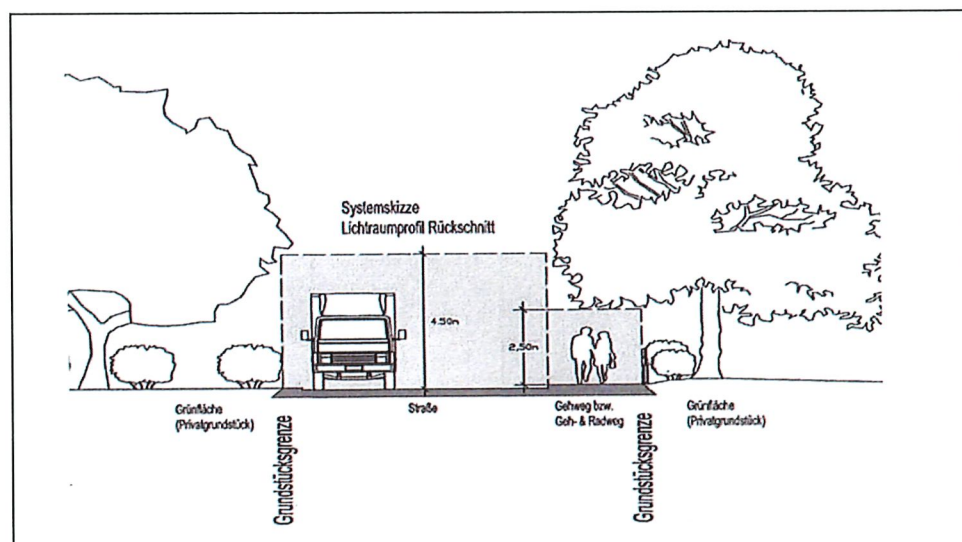 Systemskizze
Lichtraumprofil Rückschnitt
4.50m
2,50m
Grünfläche
(Privatgrundstück)
Straße
Gehweg bzw.
Geh- & Radweg
Grünfläche
(Privatgrundstück)
Grundstücksgrenze
Grundstücksgrenze